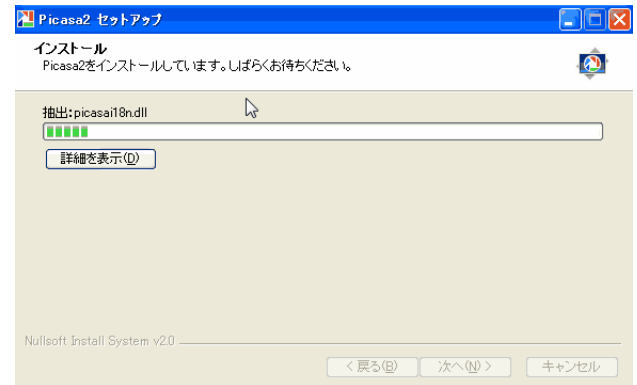 Picasa2 セットアップ
インストール
Picasa2をインストールしています。しばらくお待ちください。
抽出:picasai18n.dll
詳細を表示(D)
Nullsoft Install System v2.0
< 戻る(B)
次へ(N) >
キャンセル